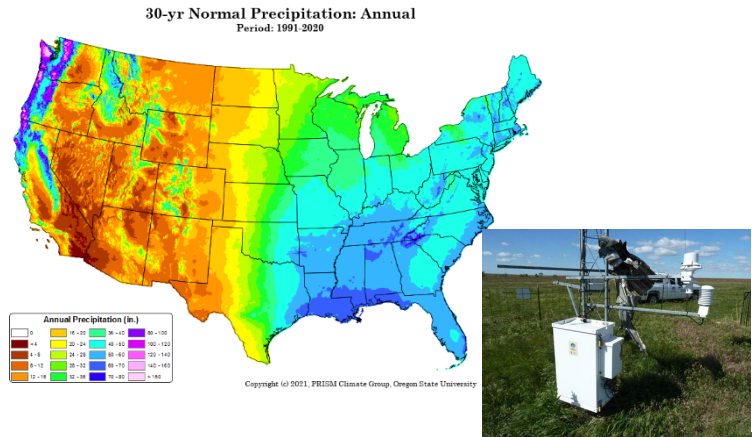 30-yr Normal Precipitation: Annual
Period: 1991-2020
Annual Precipitation (in.)
0 16 - 20 36 - 40 80 - 100
< 4 20 - 24 40 - 50 100 - 120
4 - 8 24 - 28 50 - 60 120 - 140
8 - 12 28 - 32 60 - 70 140 - 160
12 - 16 32 - 36 70 - 80 > 160
Copyright (c) 2021, PRISM Climate Group, Oregon State University